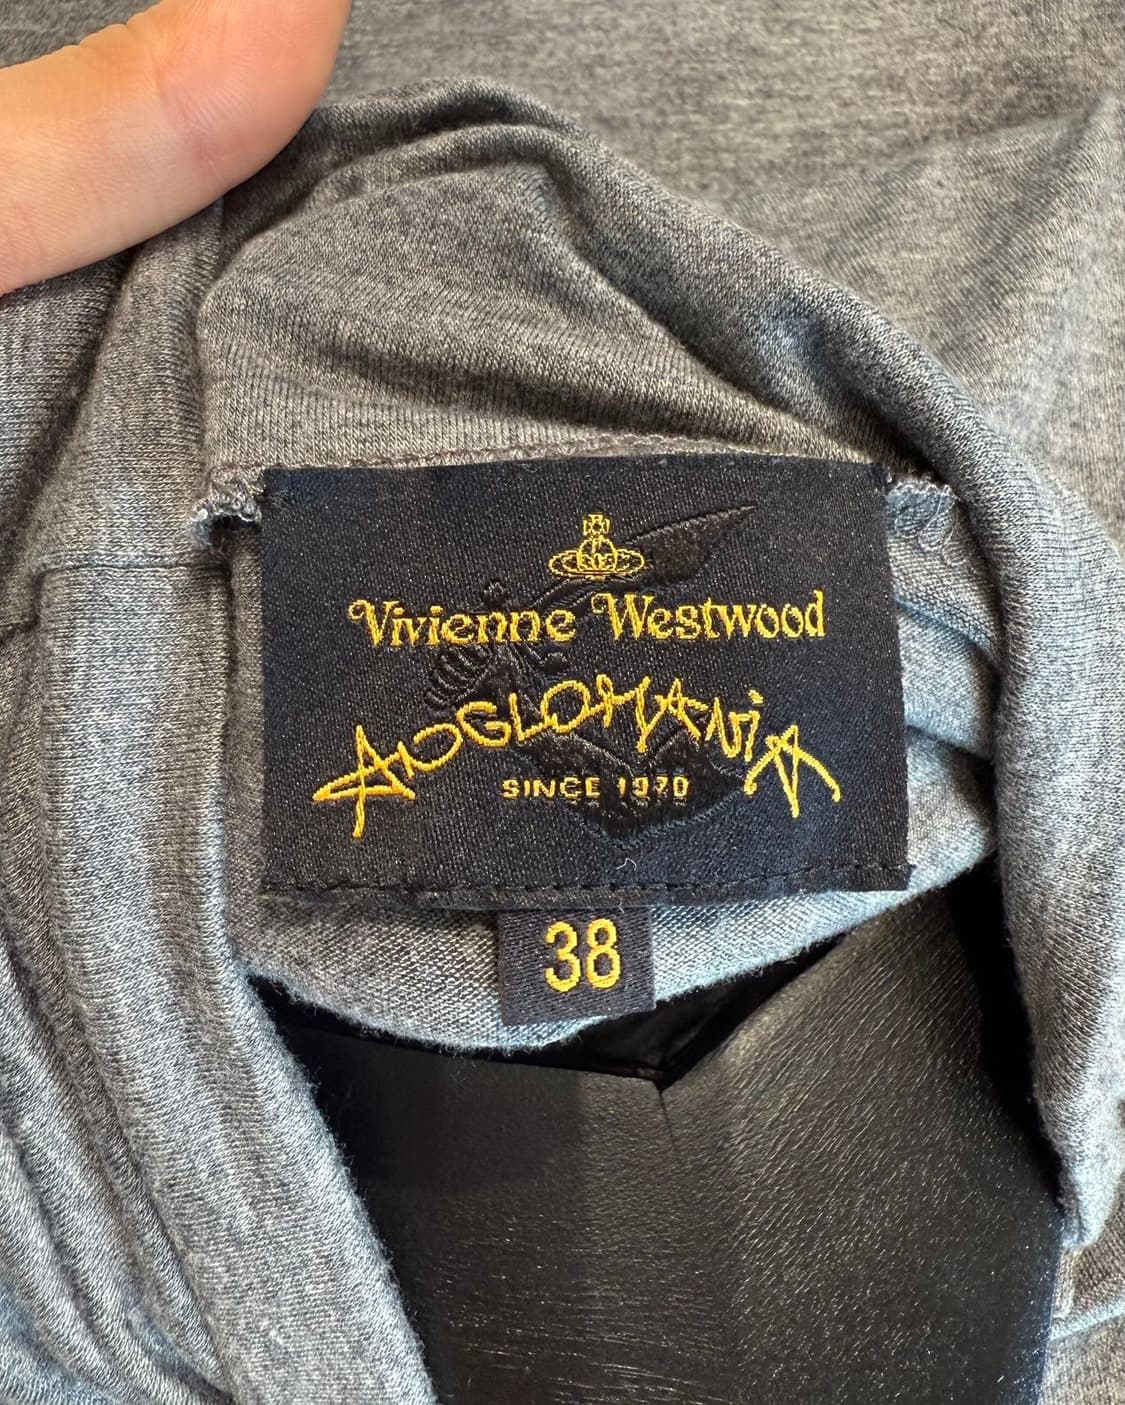 Vivienne Westwood
ANGLOMANiA
SINCE 1970
38